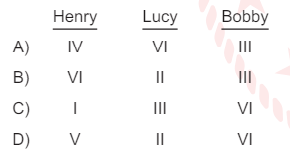 Henry Lucy Bobby
A) IV VI III
B) VI II III
C) I III VI
D) V II VI